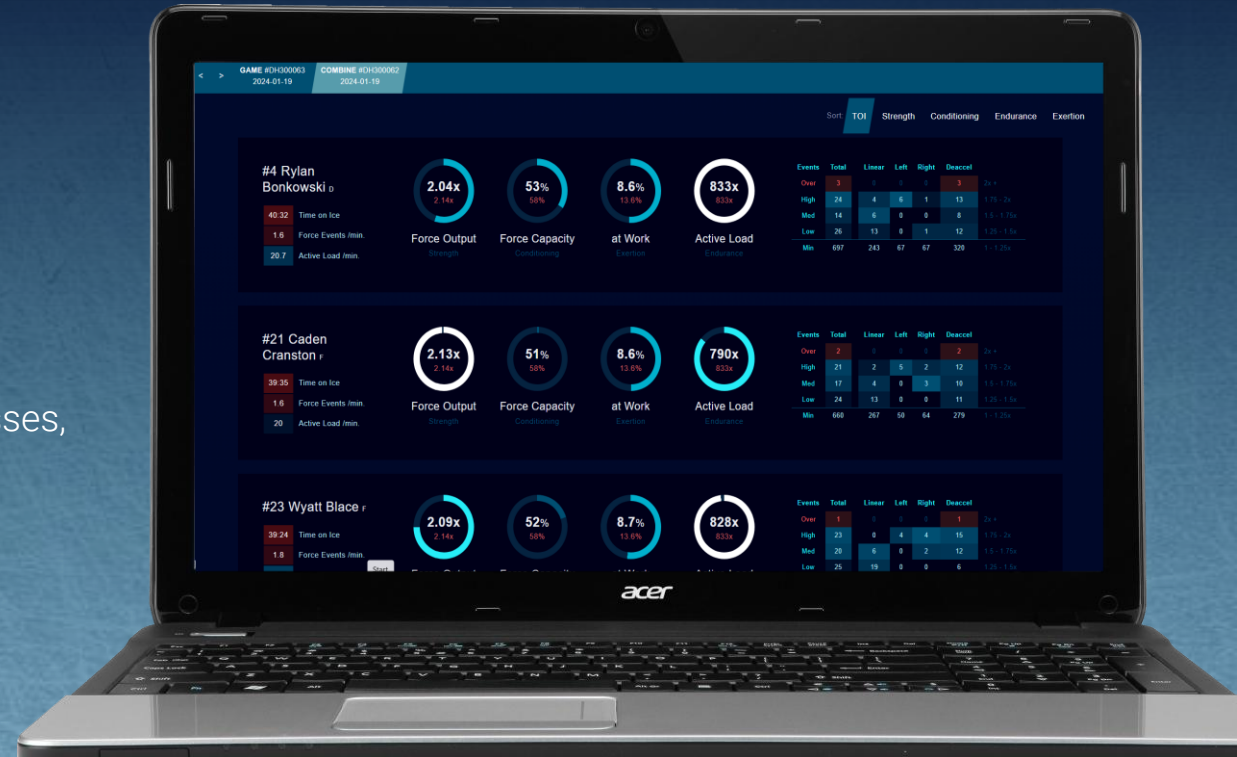 < > GAME #DH300063 COMBINE #DH300062
2024-01-19 2024-01-19
Sort: TOI Strength Conditioning Endurance Exertion
#4 Rylan
Bonkowski D
40:32 Time on Ice
1.6 Force Events /min.
20.7 Active Load /min.
2.04x
2.14x
Force Output
Strength
53%
58%
Force Capacity
Conditioning
8.6%
13.6%
at Work
Exertion
833x
833x
Active Load
Endurance
Events Total Linear Left Right Deaccel
Over 3 0 0 0 3 2x +
High 24 4 6 1 13 1.75 - 2x
Med 14 6 0 0 8 1.5 - 1.75x
Low 26 13 0 1 12 1.25 - 1.5x
Min 697 243 67 67 320 1 - 1.25x
#21 Caden
Cranston F
39:35 Time on Ice
1.6 Force Events /min.
20 Active Load /min.
2.13x
2.14x
Force Output
Strength
51%
58%
Force Capacity
Conditioning
8.6%
13.6%
at Work
Exertion
790x
833x
Active Load
Endurance
Events Total Linear Left Right Deaccel
Over 2 0 0 0 2 2x +
High 21 2 5 2 12 1.75 - 2x
Med 17 4 0 3 10 1.5 - 1.75x
Low 24 13 0 0 11 1.25 - 1.5x
Min 660 267 50 64 279 1 - 1.25x
#23 Wyatt Blace F
39:24 Time on Ice
1.8 Force Events /min.
Start
2.09x
2.14x
52%
58%
8.7%
13.6%
828x
833x
Events Total Linear Left Right Deaccel
Over 1 0 0 0 1 2x +
High 23 0 4 4 15 1.75 - 2x
Med 20 6 0 2 12 1.5 - 1.75x
Low 25 19 0 0 6 1.25 - 1.5x
ses,
acer